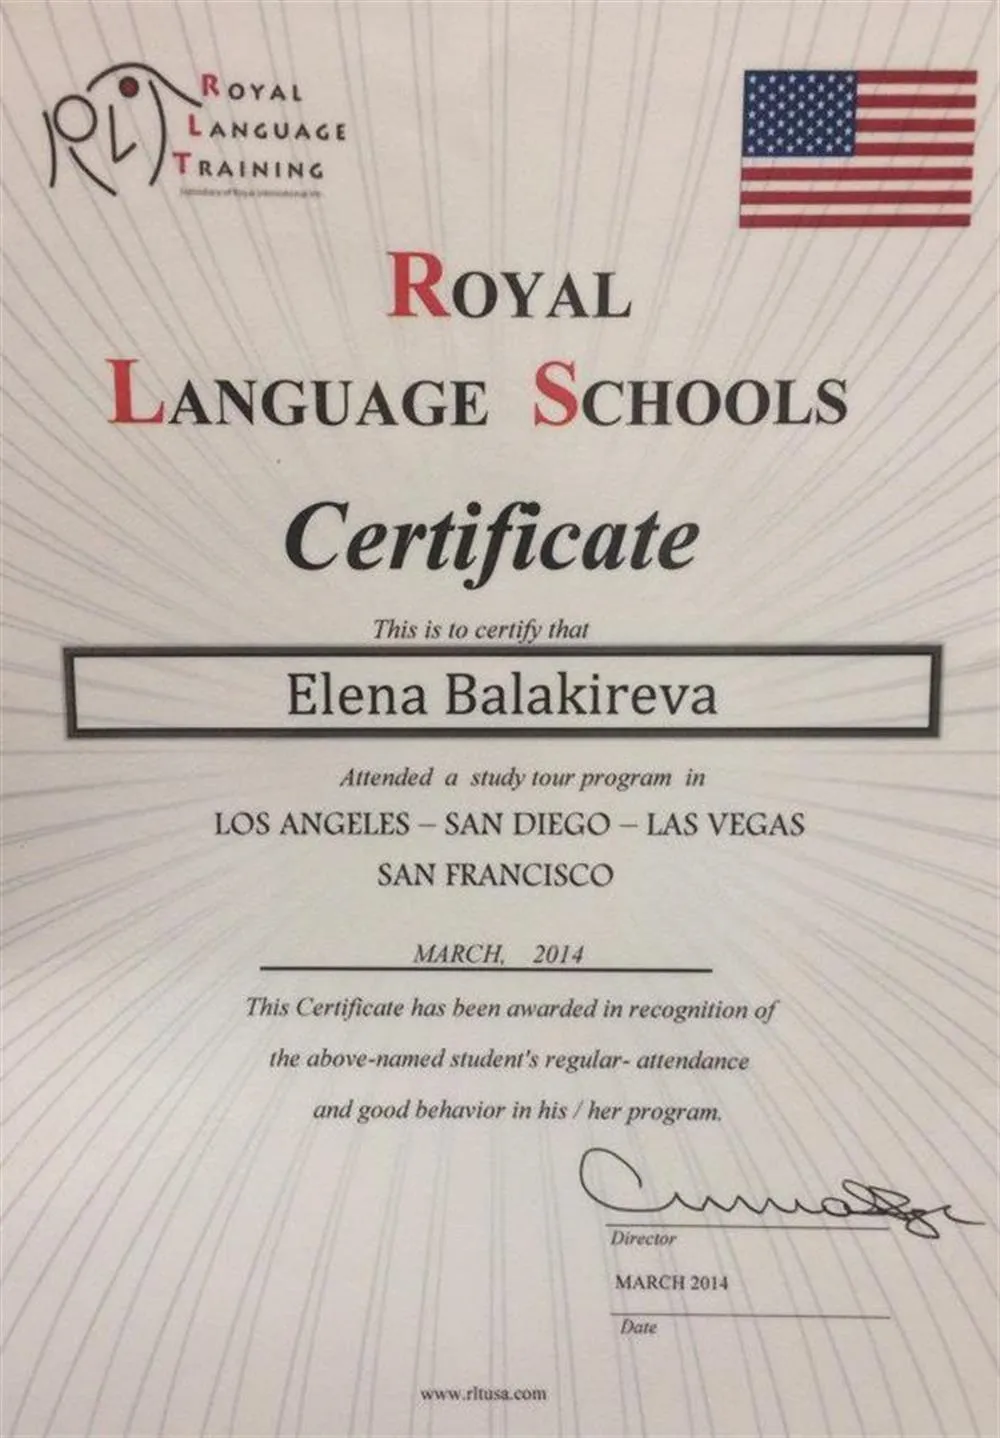 ROYAL
LANGUAGE
TRAINING
ROYAL
LANGUAGE SCHOOLS
Certificate
This is to certify that
Elena Balakireva
Attended a study tour program in
LOS ANGELES – SAN DIEGO – LAS VEGAS
SAN FRANCISCO
MARCH, 2014
This Certificate has been awarded in recognition of
the above-named student's regular- attendance
and good behavior in his / her program.
Director
MARCH 2014
Date
www.rltusa.com